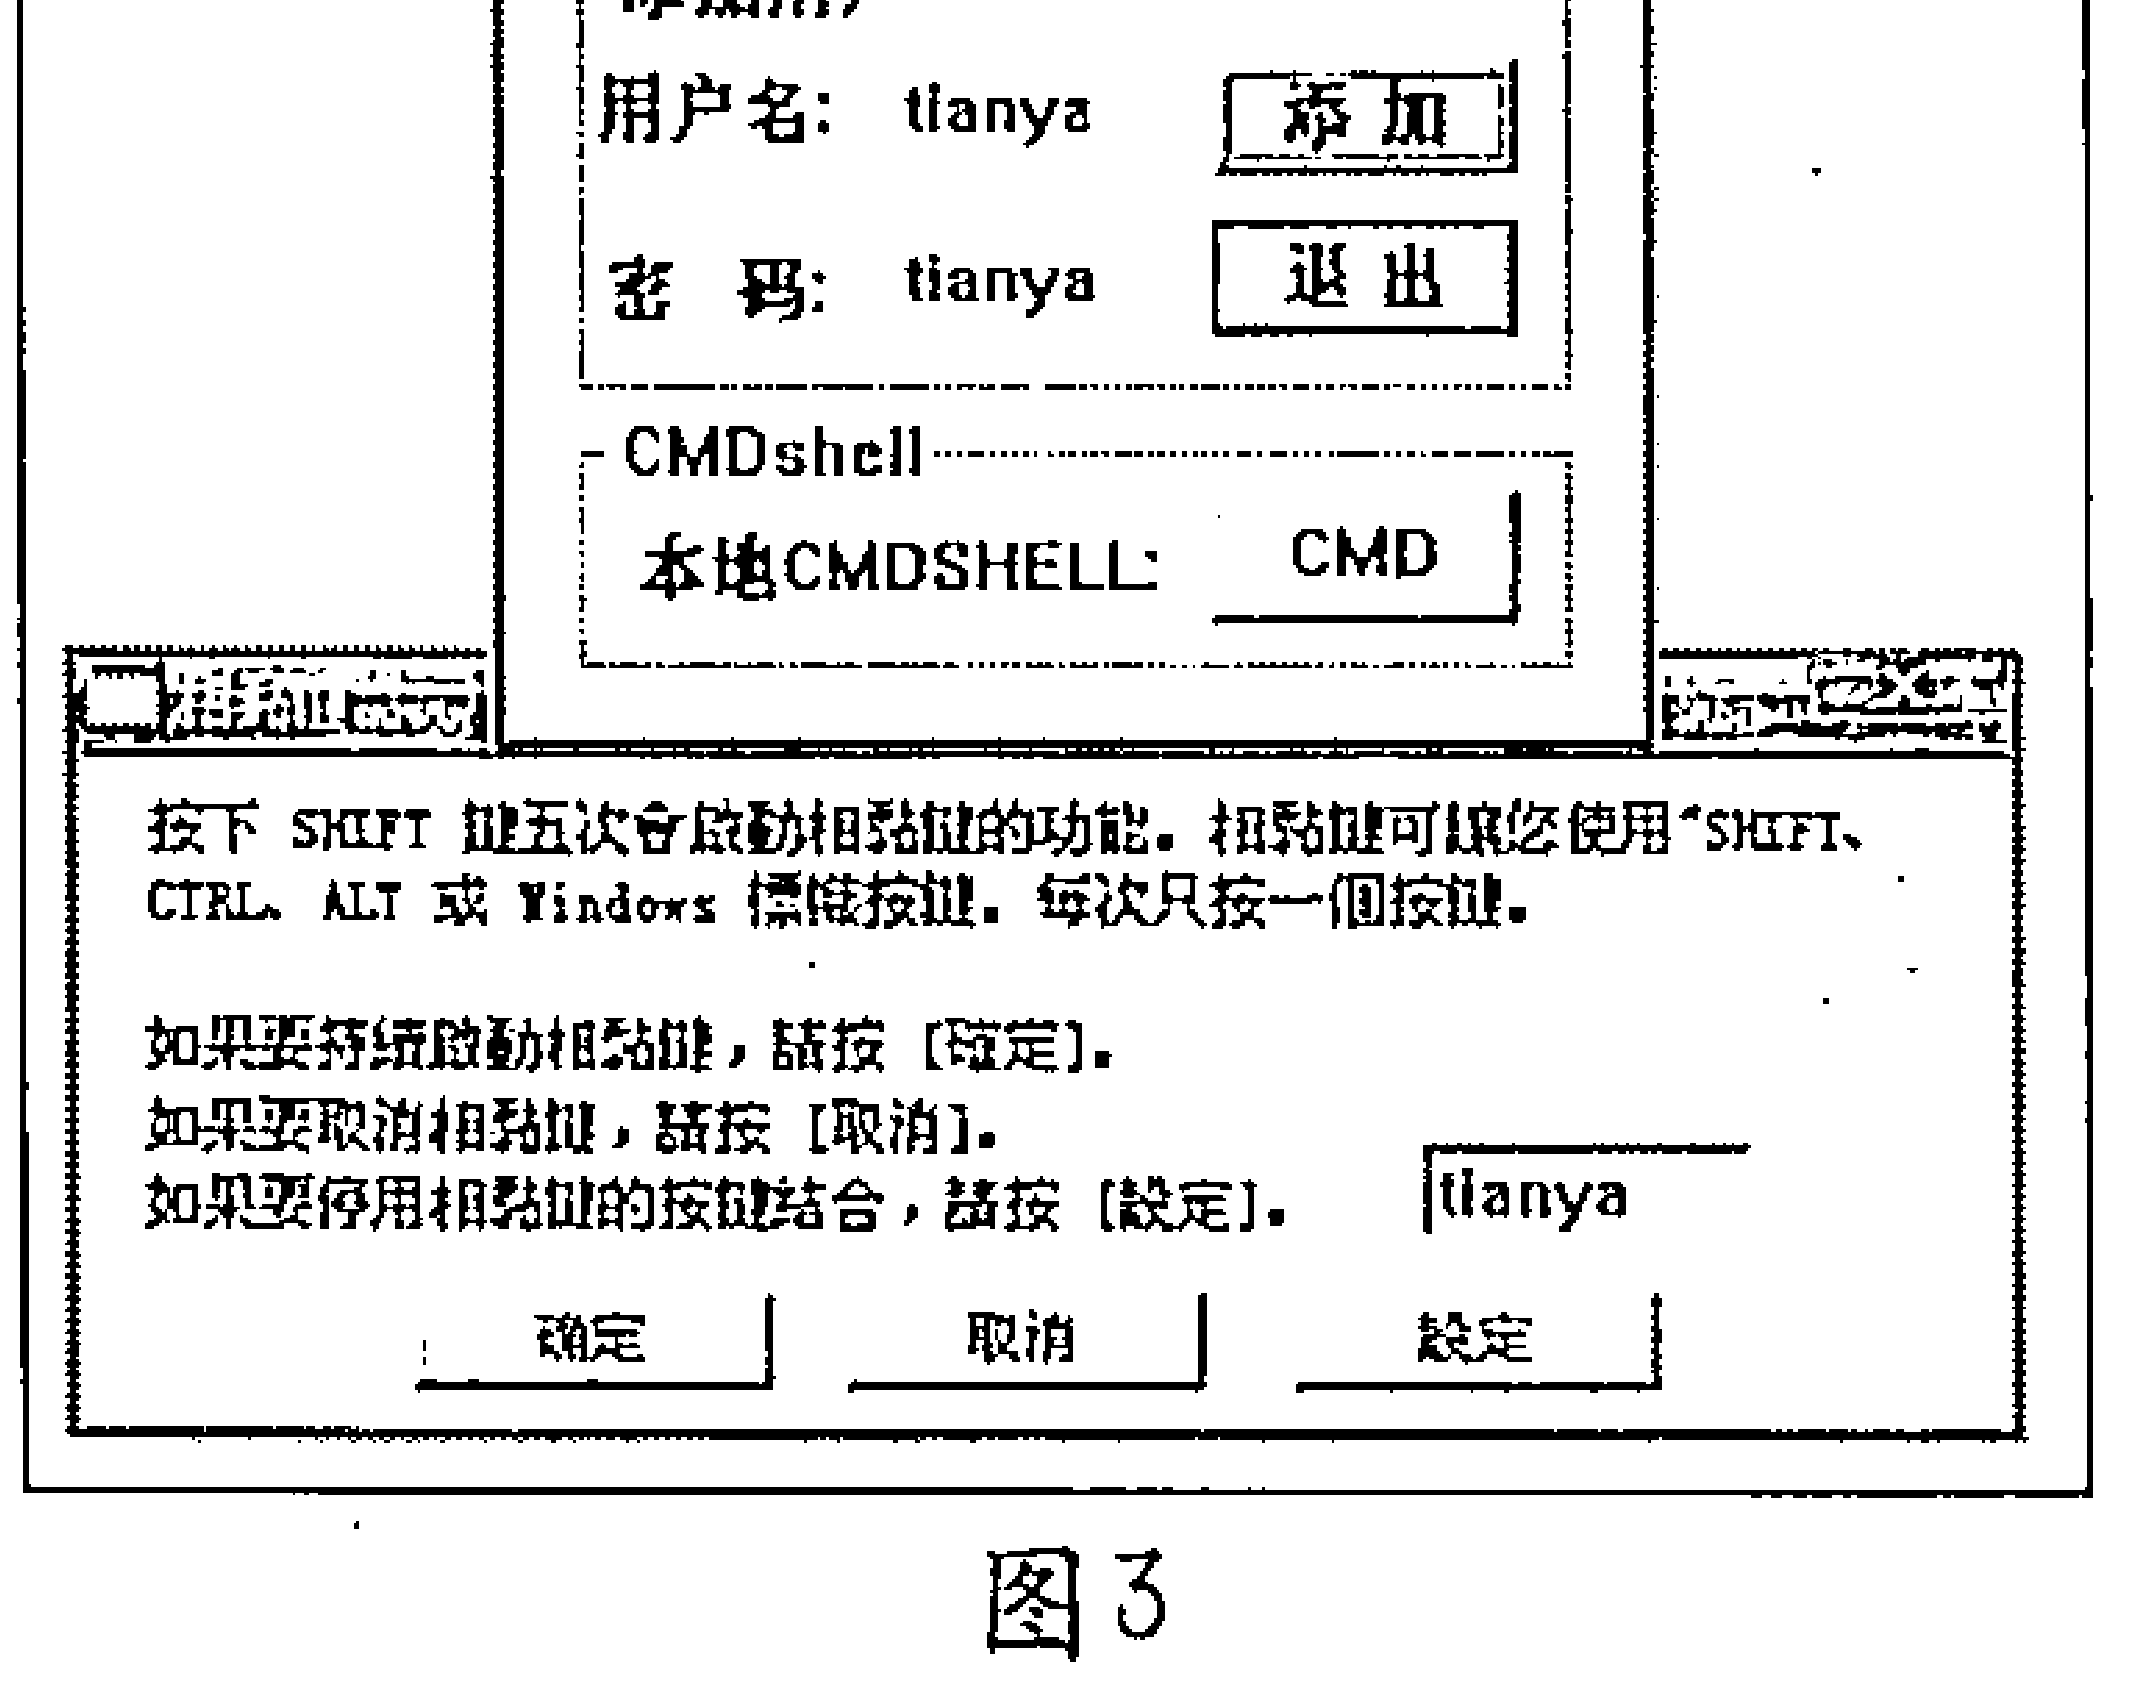 用户名: tianya 添加
密 码: tianya 退出
CMDshell
本地CMDSHELL: CMD
按下 SHIFT 鍵五次會啟動相黏鍵的功能。相黏鍵可讓您使用 SHIFT、
CTRL、ALT 或 Windows 標幟按鍵。每次只按一個按鍵。
如果要持續啟動相黏鍵，請按 [確定]。
如果要取消相黏鍵，請按 [取消]。
如果要停用相黏鍵的按鍵結合，請按 [設定]。
tianya
确定 取消 設定
图3